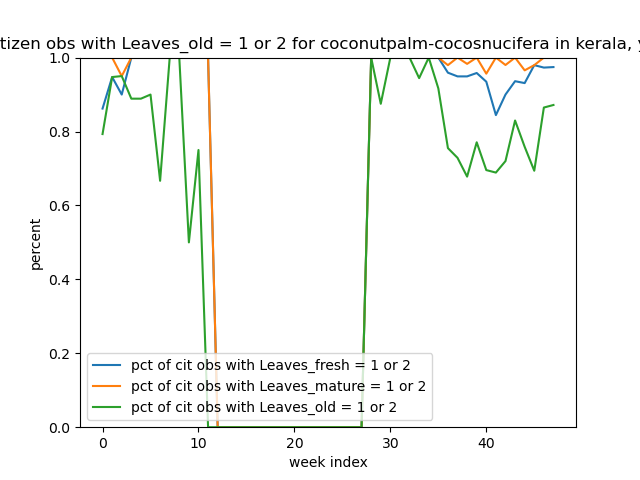 tizen obs with Leaves_old = 1 or 2 for coconutpalm-cocosnucifera in kerala,
1.0
0.8
0.6
0.4
0.2
0.0
percent
pct of cit obs with Leaves_fresh = 1 or 2
pct of cit obs with Leaves_mature = 1 or 2
pct of cit obs with Leaves_old = 1 or 2
0 10 20 30 40
week index